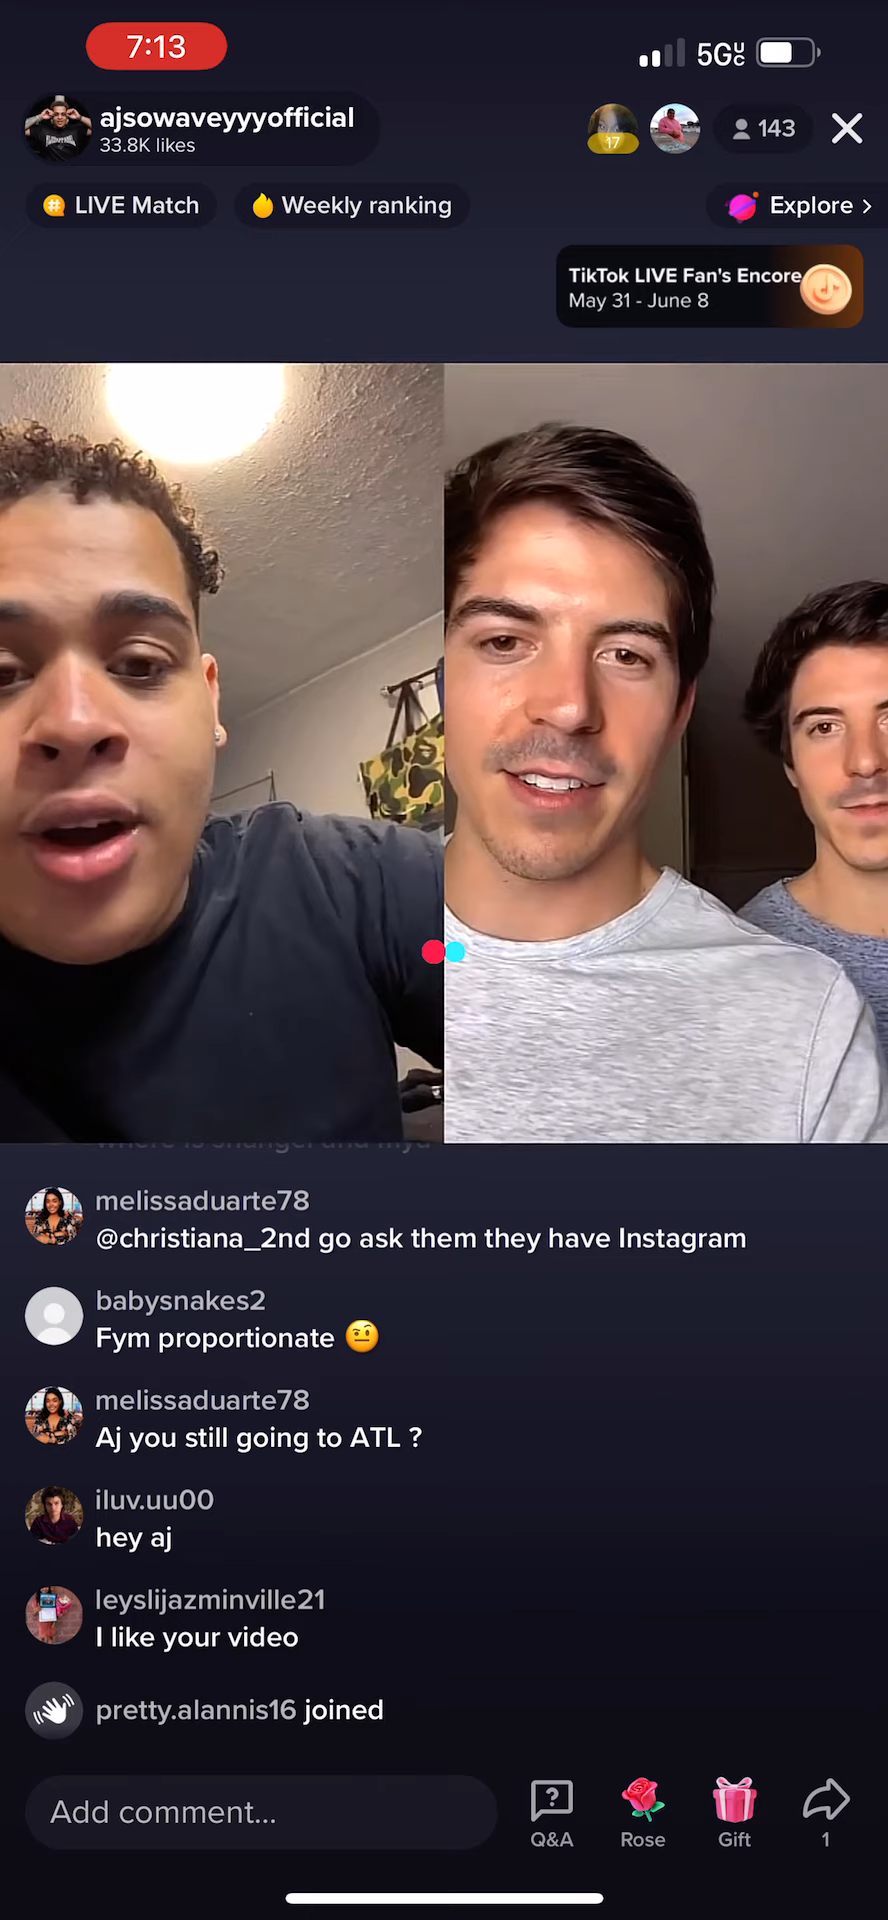 7:13
5GUC
ajsowaveyyyofficial
33.8K likes
17
143
LIVE Match
Weekly ranking
Explore >
TikTok LIVE Fan's Encore
May 31 - June 8
melissaduarte78
@christiana_2nd go ask them they have Instagram
babysnakes2
Fym proportionate 🤨
melissaduarte78
Aj you still going to ATL ?
iluv.uu00
hey aj
leyslijazminville21
I like your video
pretty.alannis16 joined
Add comment...
Q&A
Rose
Gift
1